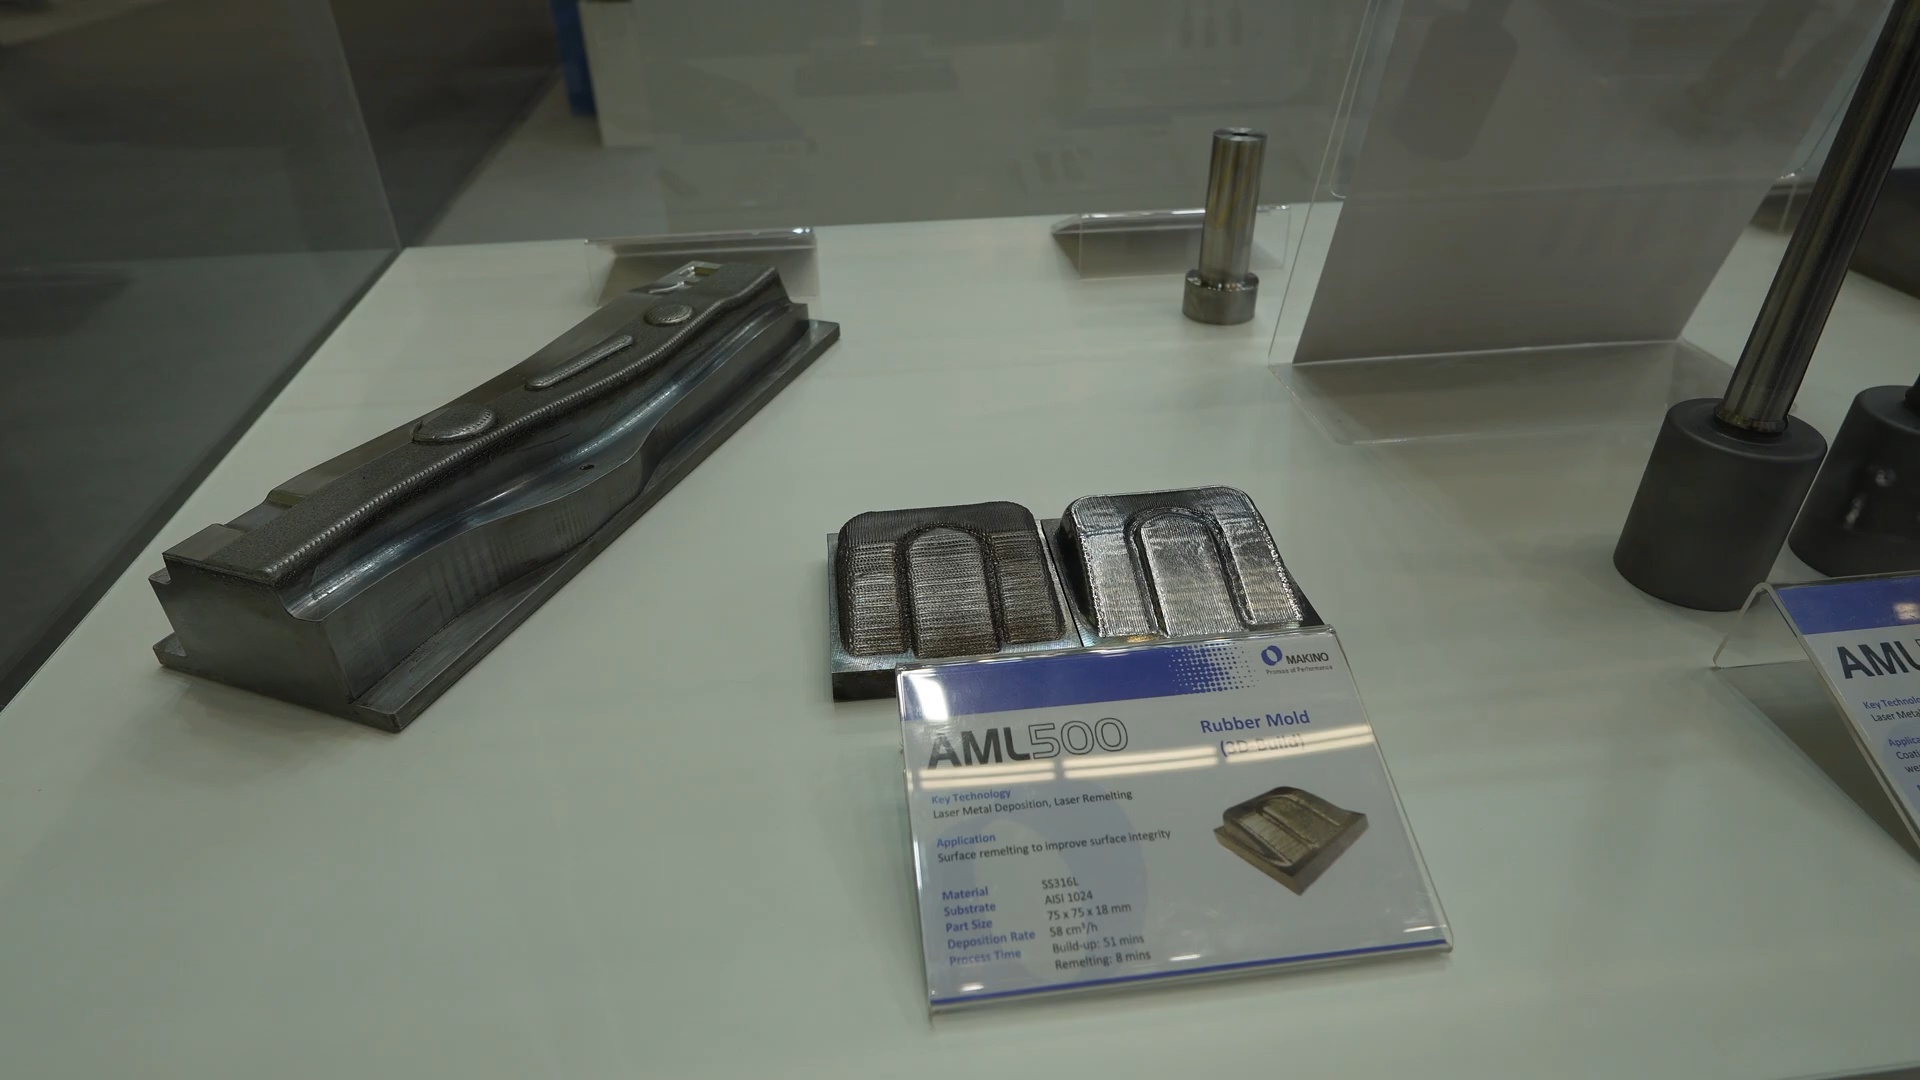 MAKINO
Promise of Performance
AML500
Rubber Mold
(3D Build)
Key Technology
Laser Metal Deposition, Laser Remelting
Application
Surface remelting to improve surface integrity
Material SS316L
Substrate AISI 1024
Part Size 75 x 75 x 18 mm
Deposition Rate 58 cm³/h
Process Time Build-up: 51 mins
Remelting: 8 mins
AML
Key
Laser